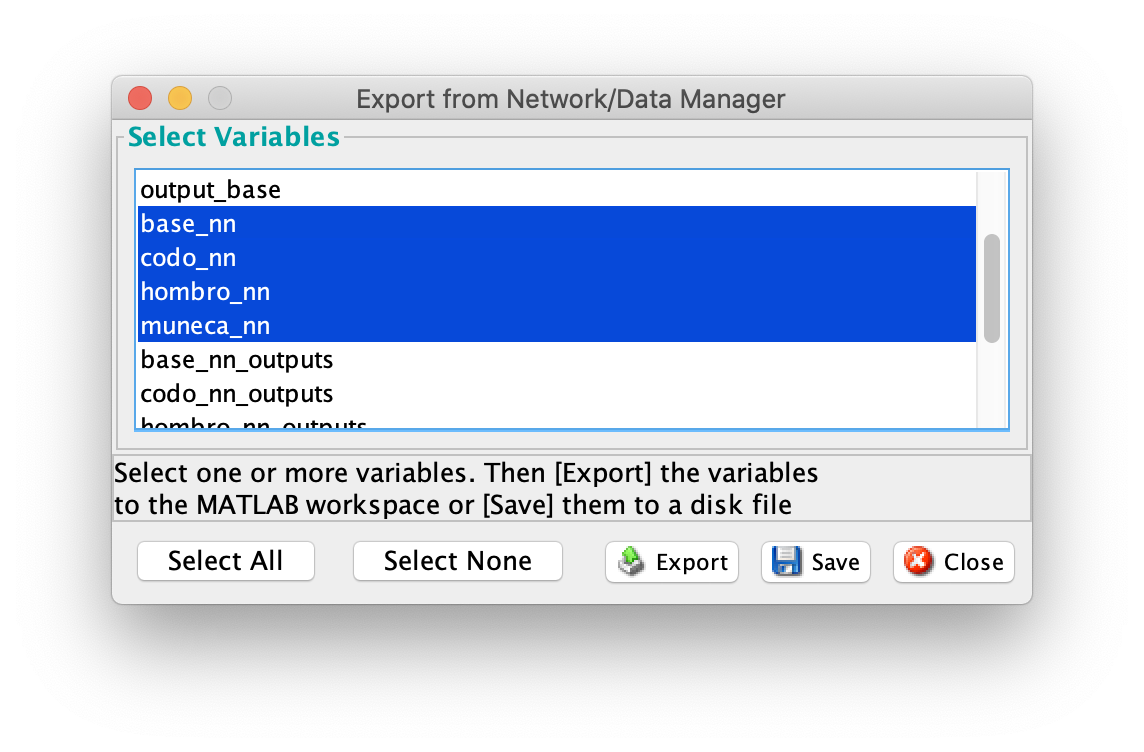 Export from Network/Data Manager
Select Variables
output_base
base_nn
codo_nn
hombro_nn
muneca_nn
base_nn_outputs
codo_nn_outputs
hombro_nn_outputs
Select one or more variables. Then [Export] the variables
to the MATLAB workspace or [Save] them to a disk file
Select All Select None Export Save Close